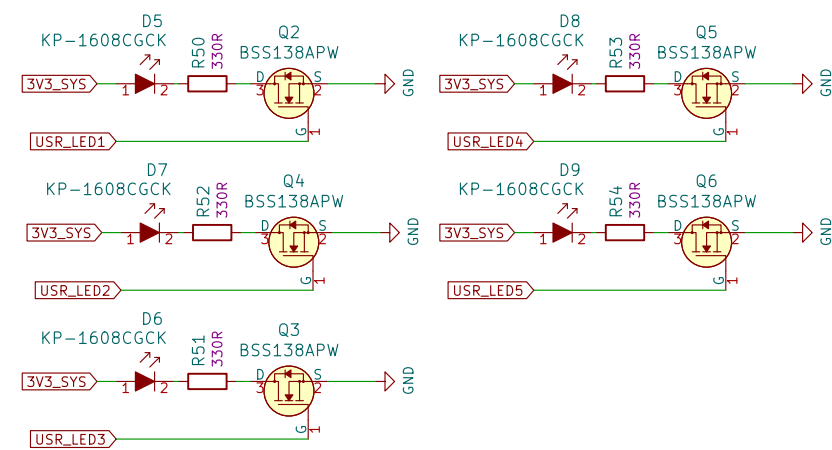 D5
KP-1608CGCK
R50
330R
Q2
BSS138APW
3V3_SYS
1
2
D
3
S
2
GND
G
1
USR_LED1
D8
KP-1608CGCK
R53
330R
Q5
BSS138APW
3V3_SYS
1
2
D
3
S
2
GND
G
1
USR_LED4
D7
KP-1608CGCK
R52
330R
Q4
BSS138APW
3V3_SYS
1
2
D
3
S
2
GND
G
1
USR_LED2
D9
KP-1608CGCK
R54
330R
Q6
BSS138APW
3V3_SYS
1
2
D
3
S
2
GND
G
1
USR_LED5
D6
KP-1608CGCK
R51
330R
Q3
BSS138APW
3V3_SYS
1
2
D
3
S
2
GND
G
1
USR_LED3